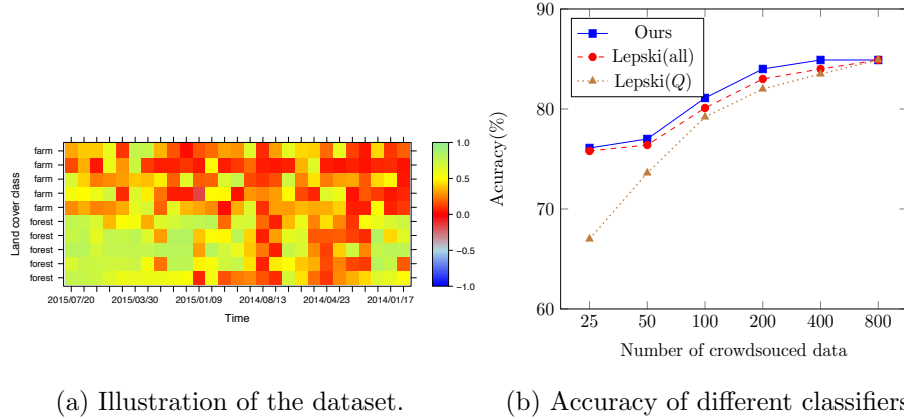 farm
farm
farm
farm
farm
forest
forest
forest
forest
forest
Land cover class
2015/07/20 2015/03/30 2015/01/09 2014/08/13 2014/04/23 2014/01/17
Time
1.0
0.5
0.0
−0.5
−1.0
(a) Illustration of the dataset.
90
80
70
60
Acuracy(%)
Ours
Lepski(all)
Lepski(Q)
25 50 100 200 400 800
Number of crowdsouced data
(b) Accuracy of different classifiers